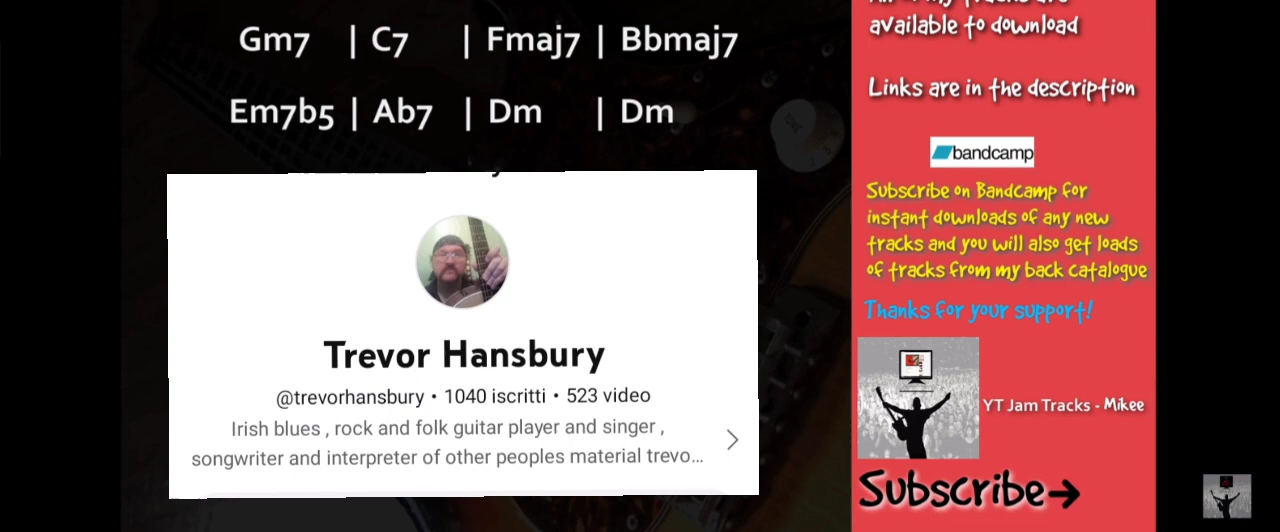 Gm7 | C7 | Fmaj7 | Bbmaj7
Em7b5 | Ab7 | Dm | Dm
Trevor Hansbury
@trevorhansbury • 1040 iscritti • 523 video
Irish blues , rock and folk guitar player and singer ,
songwriter and interpreter of other peoples material trevo...
available to download
Links are in the description
bandcamp
Subscribe on Bandcamp for
instant downloads of any new
tracks and you will also get loads
of tracks from my back catalogue
Thanks for your support!
YT Jam Tracks - Mikee
Subscribe→